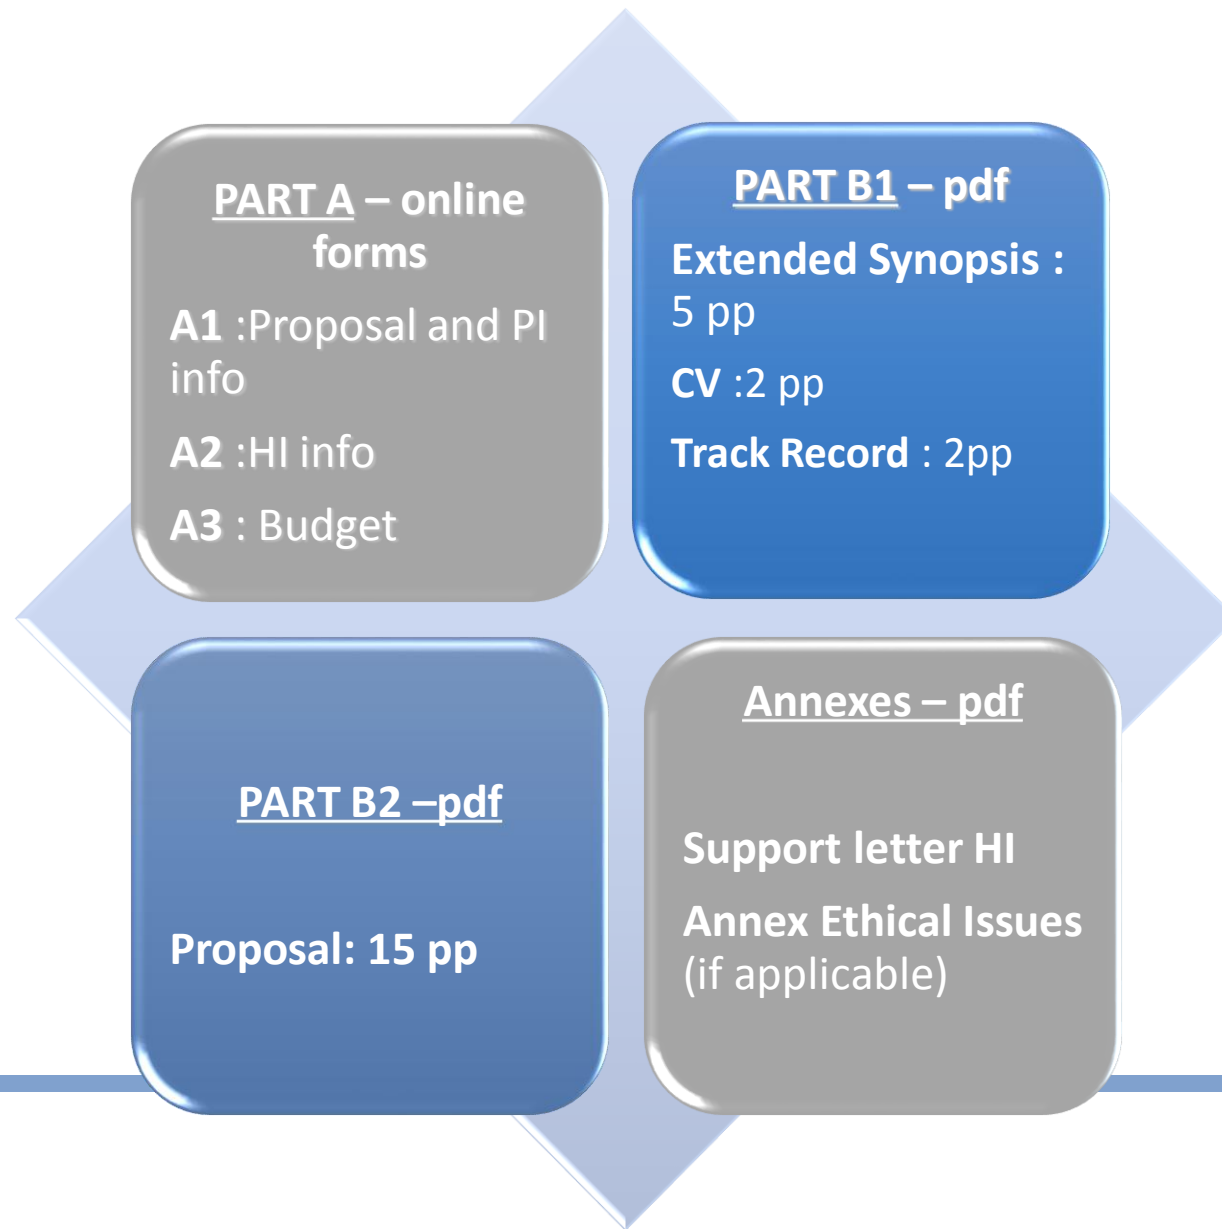 PART A – online
forms
A1 :Proposal and PI
info
A2 :HI info
A3 : Budget
PART B1 – pdf
Extended Synopsis :
5 pp
CV :2 pp
Track Record : 2pp
PART B2 –pdf
Proposal: 15 pp
Annexes – pdf
Support letter HI
Annex Ethical Issues
(if applicable)